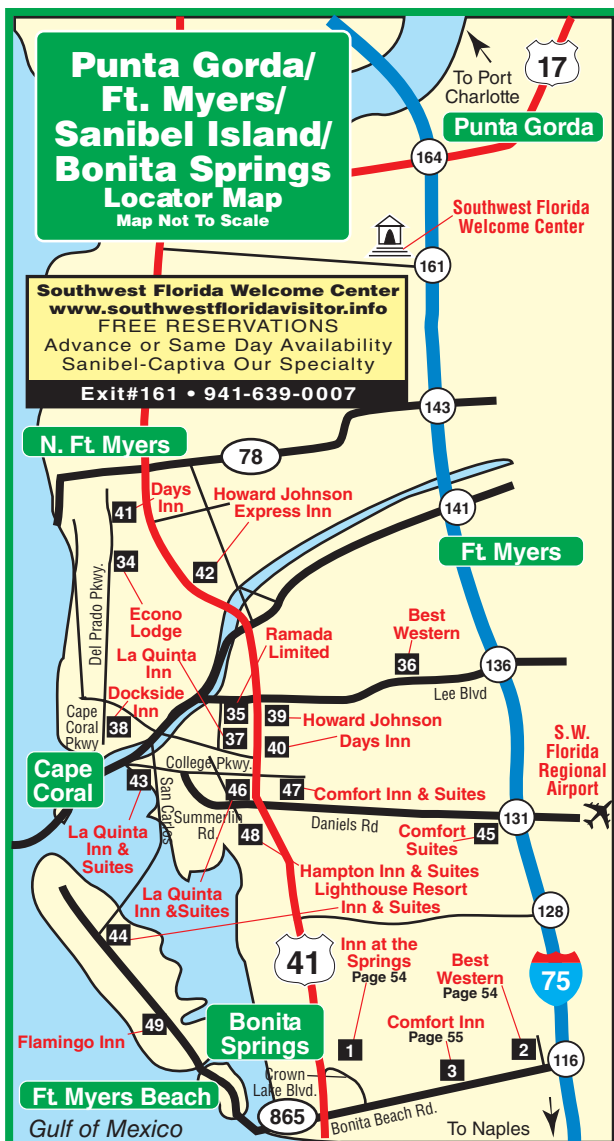 Punta Gorda/
Ft. Myers/
Sanibel Island/
Bonita Springs
Locator Map
Map Not To Scale
To Port
Charlotte
17
Punta Gorda
164
Southwest Florida
Welcome Center
161
Southwest Florida Welcome Center
www.southwestfloridavisitor.info
FREE RESERVATIONS
Advance or Same Day Availability
Sanibel-Captiva Our Specialty
Exit#161 • 941-639-0007
143
N. Ft. Myers
78
41
Days
Inn
Howard Johnson
Express Inn
141
Ft. Myers
34
42
Econo
Lodge
Del Prado Pkwy.
La Quinta
Inn
Ramada
Limited
Best
Western
36
136
Lee Blvd
Dockside
Inn
Cape
Coral
Pkwy
38
35
39
Howard Johnson
37
40
Days Inn
S.W.
Florida
Regional
Airport
Cape
Coral
College Pkwy.
43
San Carlos
46
47
Comfort Inn & Suites
Summerlin
Rd.
Daniels Rd
131
La Quinta
Inn &
Suites
48
Comfort
Suites
45
La Quinta
Inn &Suites
Hampton Inn & Suites
Lighthouse Resort
Inn & Suites
128
44
41
Inn at the
Springs
Page 54
Best
Western
Page 54
75
49
Flamingo Inn
Bonita
Springs
1
Comfort Inn
Page 55
3
2
116
Crown
Lake Blvd.
Ft. Myers Beach
865
Bonita Beach Rd.
Gulf of Mexico
To Naples